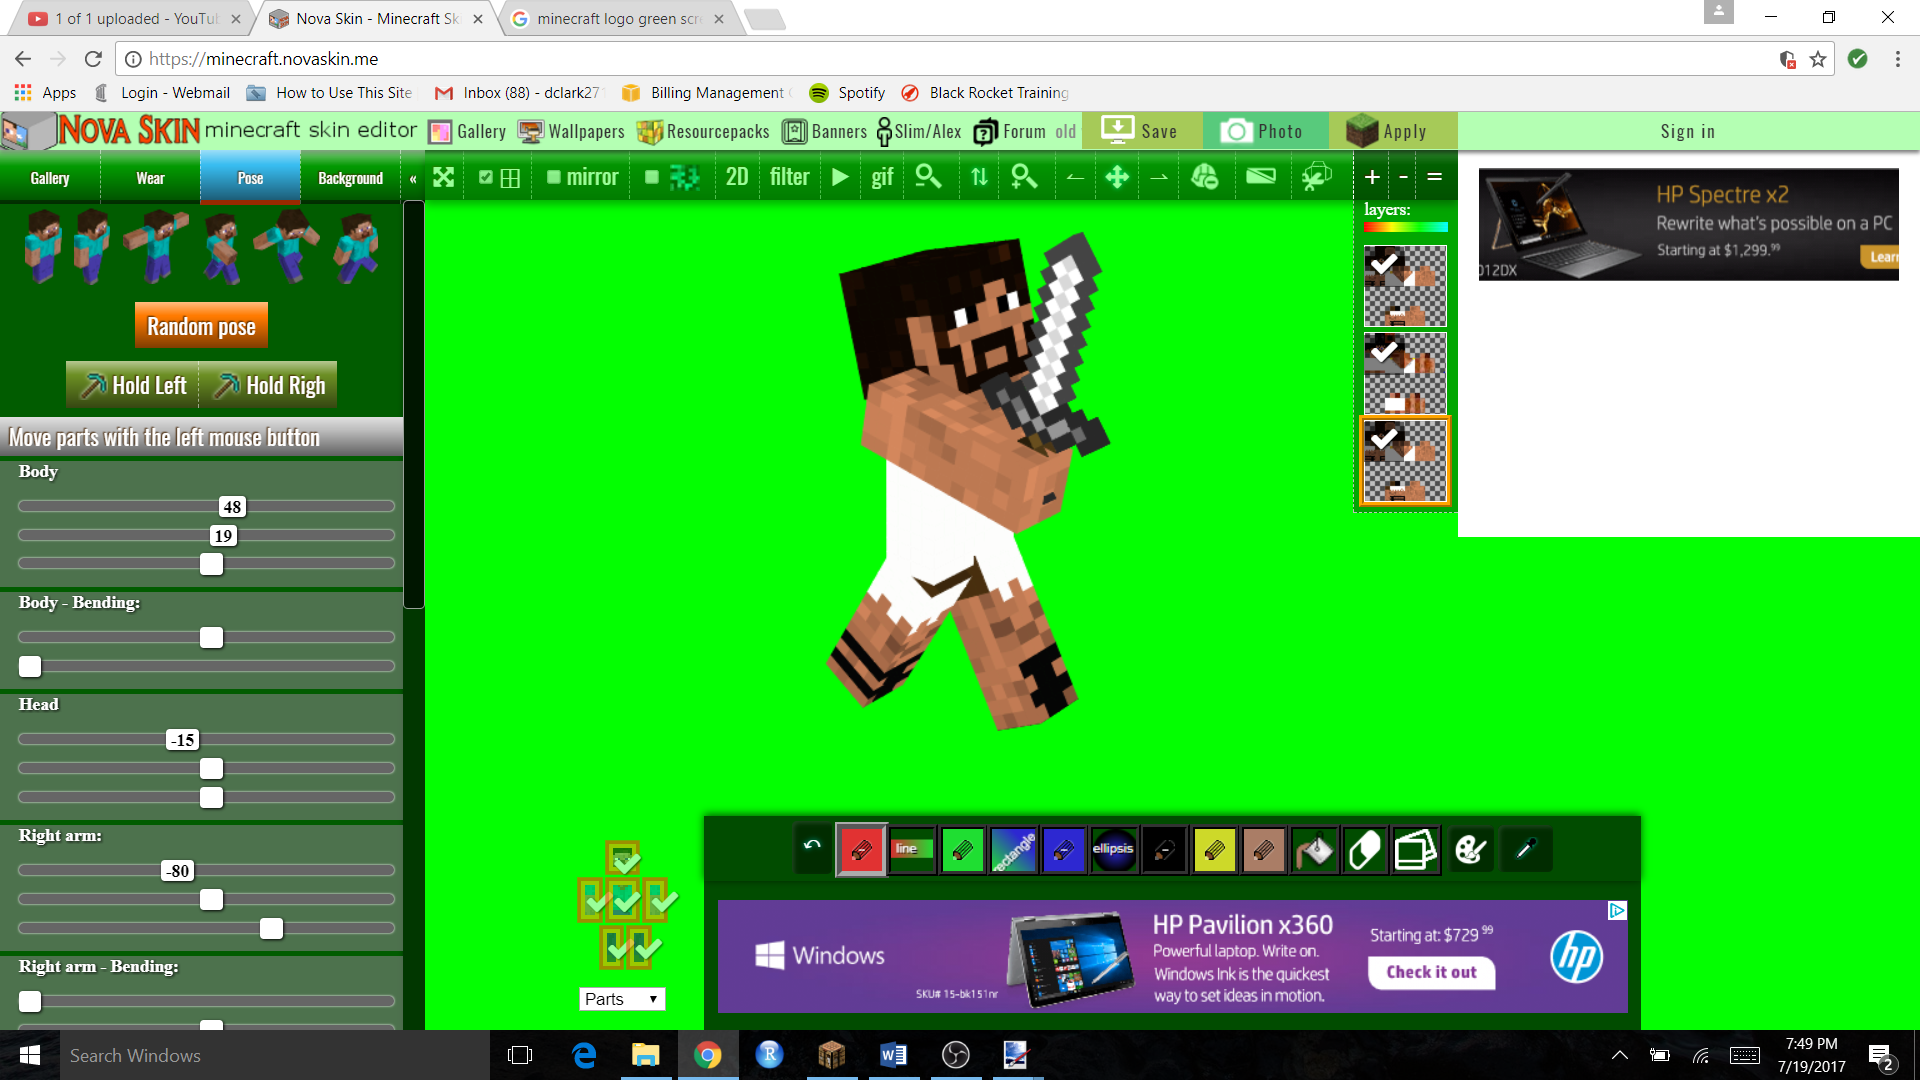 1 of 1 uploaded - YouTu
Nova Skin - Minecraft Sk
minecraft logo green scre
https://minecraft.novaskin.me
Apps
Login - Webmail
How to Use This Site
Inbox (88) - dclark27
Billing Management
Spotify
Black Rocket Training
NOVA SKIN minecraft skin editor
Gallery
Wallpapers
Resourcepacks
Banners
Slim/Alex
Forum
old
Save
Photo
Apply
Sign in
Gallery
Wear
Pose
Background
«
mirror
2D
filter
gif
+ - =
layers:
Random pose
Hold Left
Hold Righ
Move parts with the left mouse button
Body
48
19
Body - Bending:
Head
-15
Right arm:
-80
Right arm - Bending:
HP Spectre x2
Rewrite what's possible on a PC
Starting at $1,299.99
Learn
012DX
line
rectangle
ellipsis
Parts
Windows
SKU# 15-bk151nr
HP Pavilion x360
Powerful laptop. Write on.
Windows Ink is the quickest
way to set ideas in motion.
Starting at: $729 99
Check it out
hp
Search Windows
7:49 PM
7/19/2017
2